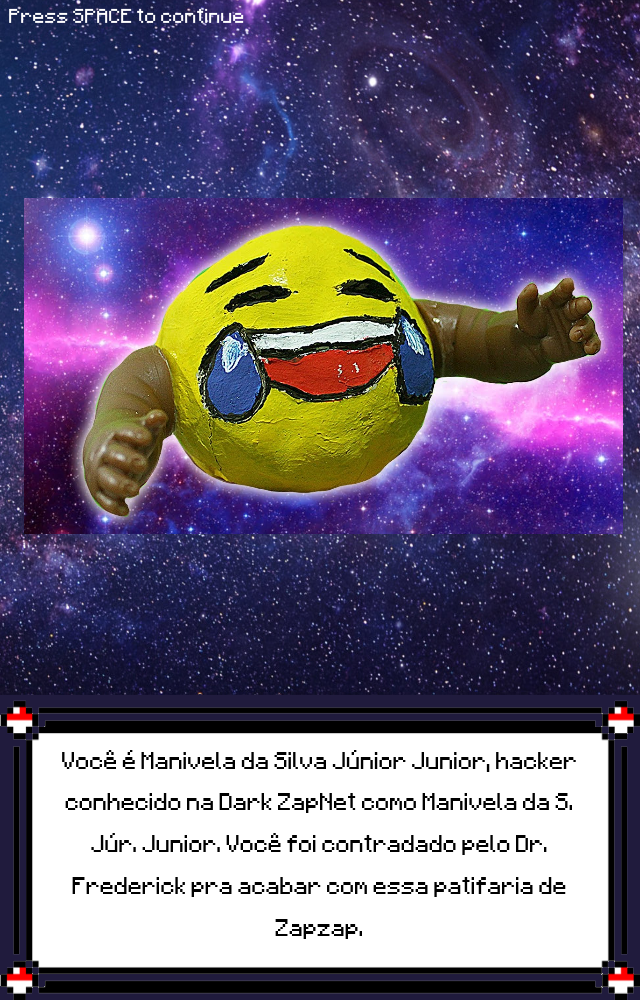 Press SPACE to continue
Você é Manivela da Silva Júnior Junior, hacker
conhecido na Dark ZapNet como Manivela da S.
Júr. Junior. Você foi contradado pelo Dr.
Frederick pra acabar com essa patifaria de
Zapzap.